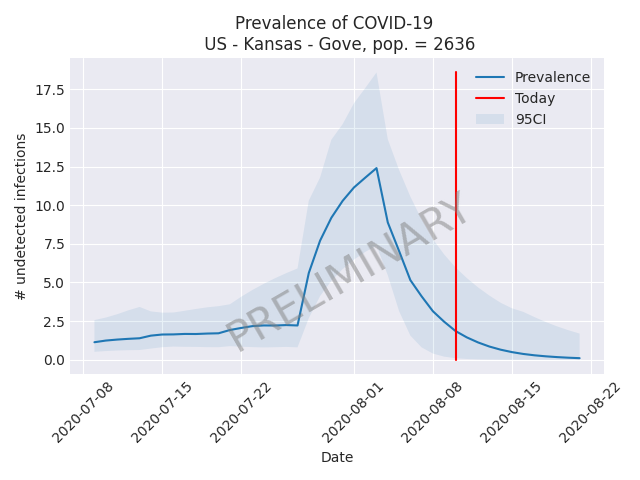 Prevalence of COVID-19
US - Kansas - Gove, pop. = 2636
Prevalence
Today
95CI
17.5
15.0
12.5
10.0
7.5
5.0
2.5
0.0
# undetected infections
PRELIMINARY
2020-07-08
2020-07-15
2020-07-22
2020-08-01
2020-08-08
2020-08-15
2020-08-22
Date